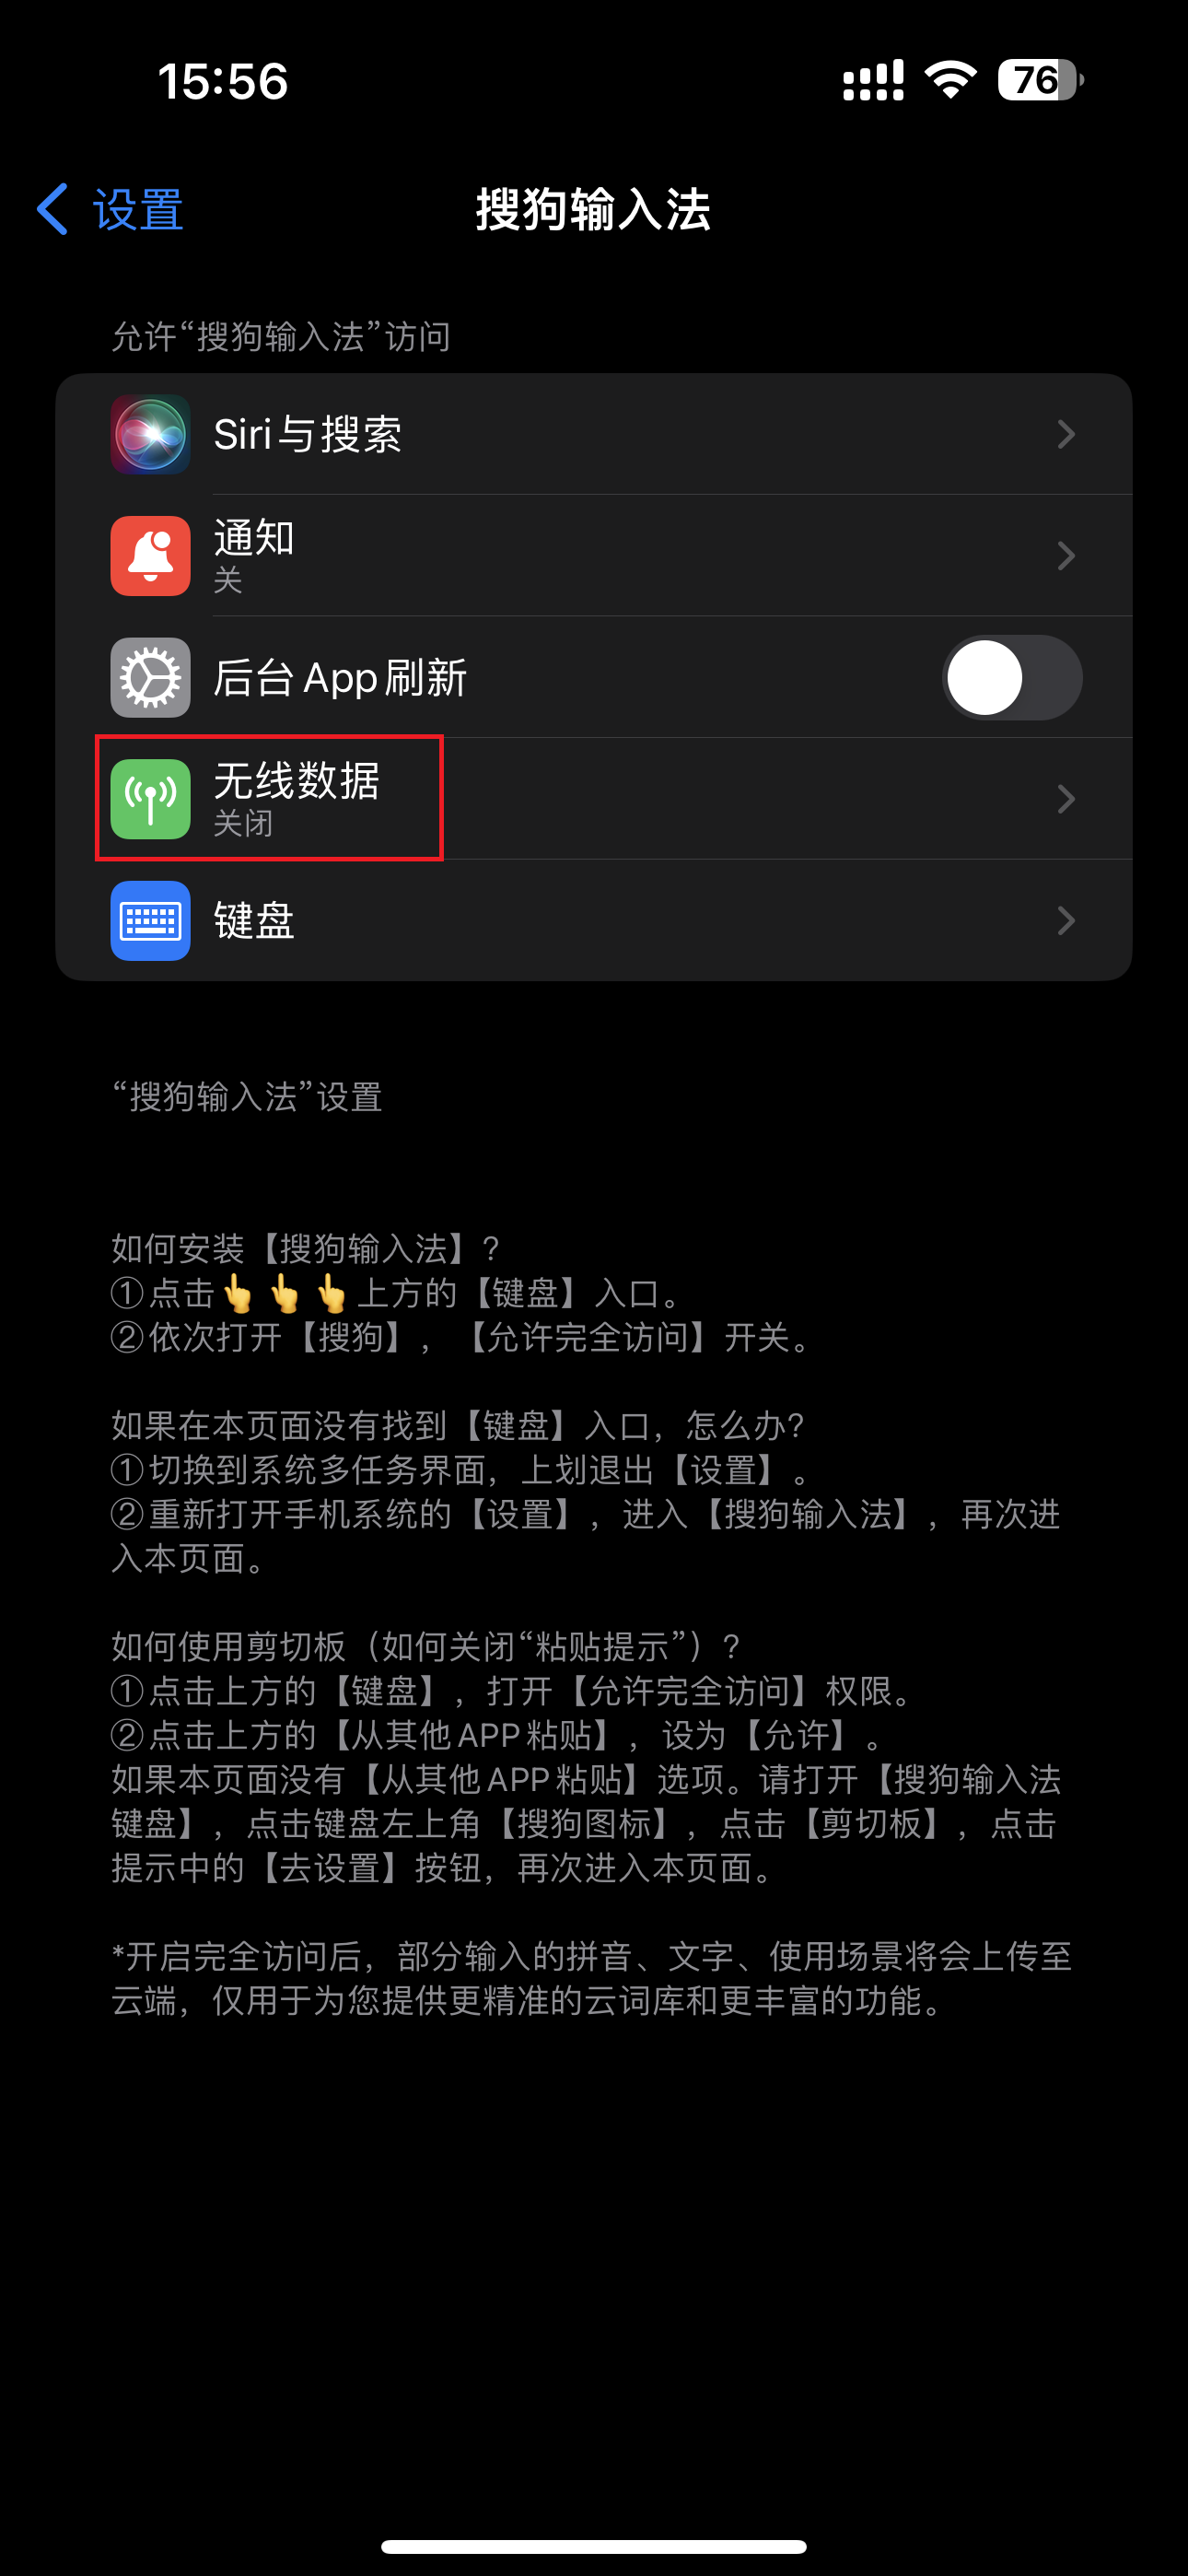 15:56
76
设置
搜狗输入法
允许“搜狗输入法”访问
Siri与搜索
通知
关
后台App刷新
无线数据
关闭
键盘
“搜狗输入法”设置
如何安装【搜狗输入法】?
①点击👆👆👆上方的【键盘】入口。
②依次打开【搜狗】，【允许完全访问】开关。
如果在本页面没有找到【键盘】入口，怎么办?
①切换到系统多任务界面，上划退出【设置】。
②重新打开手机系统的【设置】，进入【搜狗输入法】，再次进
入本页面。
如何使用剪切板（如何关闭“粘贴提示”）?
①点击上方的【键盘】，打开【允许完全访问】权限。
②点击上方的【从其他APP粘贴】，设为【允许】。
如果本页面没有【从其他APP粘贴】选项。请打开【搜狗输入法
键盘】，点击键盘左上角【搜狗图标】，点击【剪切板】，点击
提示中的【去设置】按钮，再次进入本页面。
*开启完全访问后，部分输入的拼音、文字、使用场景将会上传至
云端，仅用于为您提供更精准的云词库和更丰富的功能。